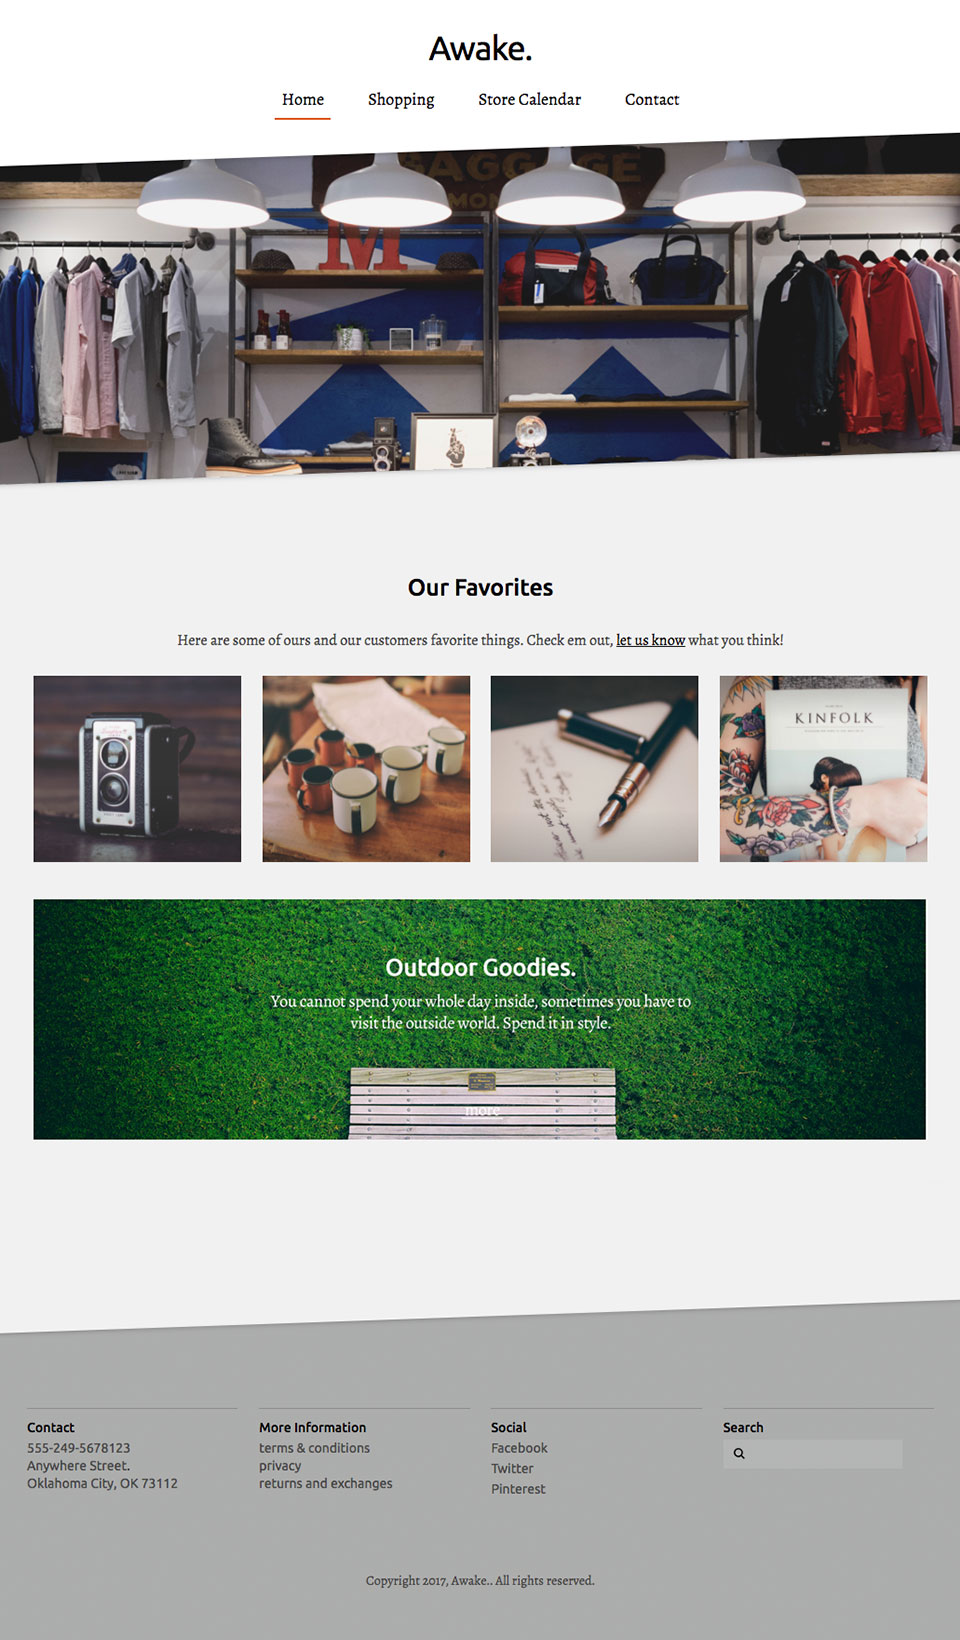 Awake.
Home Shopping Store Calendar Contact
BAGGAGE
M
Our Favorites
Here are some of ours and our customers favorite things. Check em out, let us know what you think!
KINFOLK
Outdoor Goodies.
You cannot spend your whole day inside, sometimes you have to
visit the outside world. Spend it in style.
more
Contact
555-249-5678123
Anywhere Street.
Oklahoma City, OK 73112
More Information
terms & conditions
privacy
returns and exchanges
Social
Facebook
Twitter
Pinterest
Search
Copyright 2017, Awake.. All rights reserved.